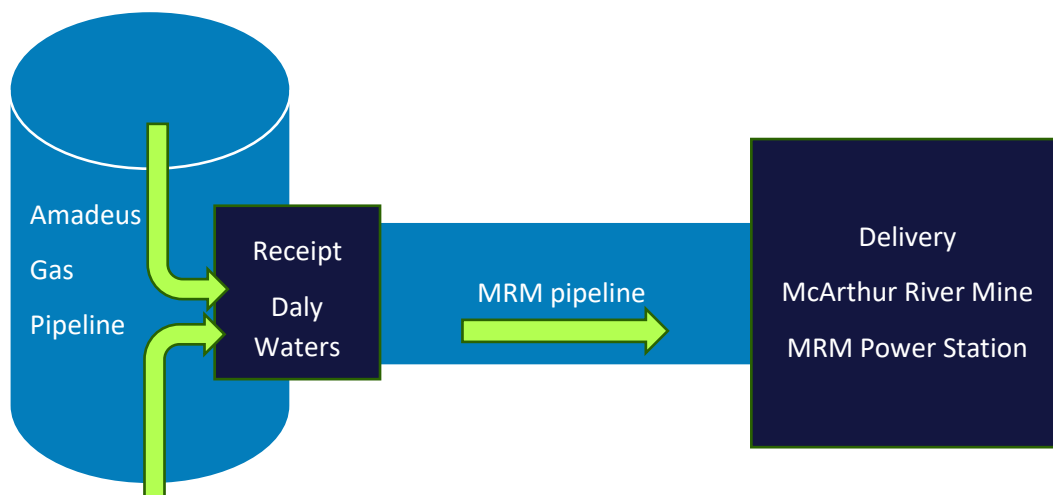 Amadeus
Gas
Pipeline
Receipt
Daly
Waters
MRM pipeline
Delivery
McArthur River Mine
MRM Power Station